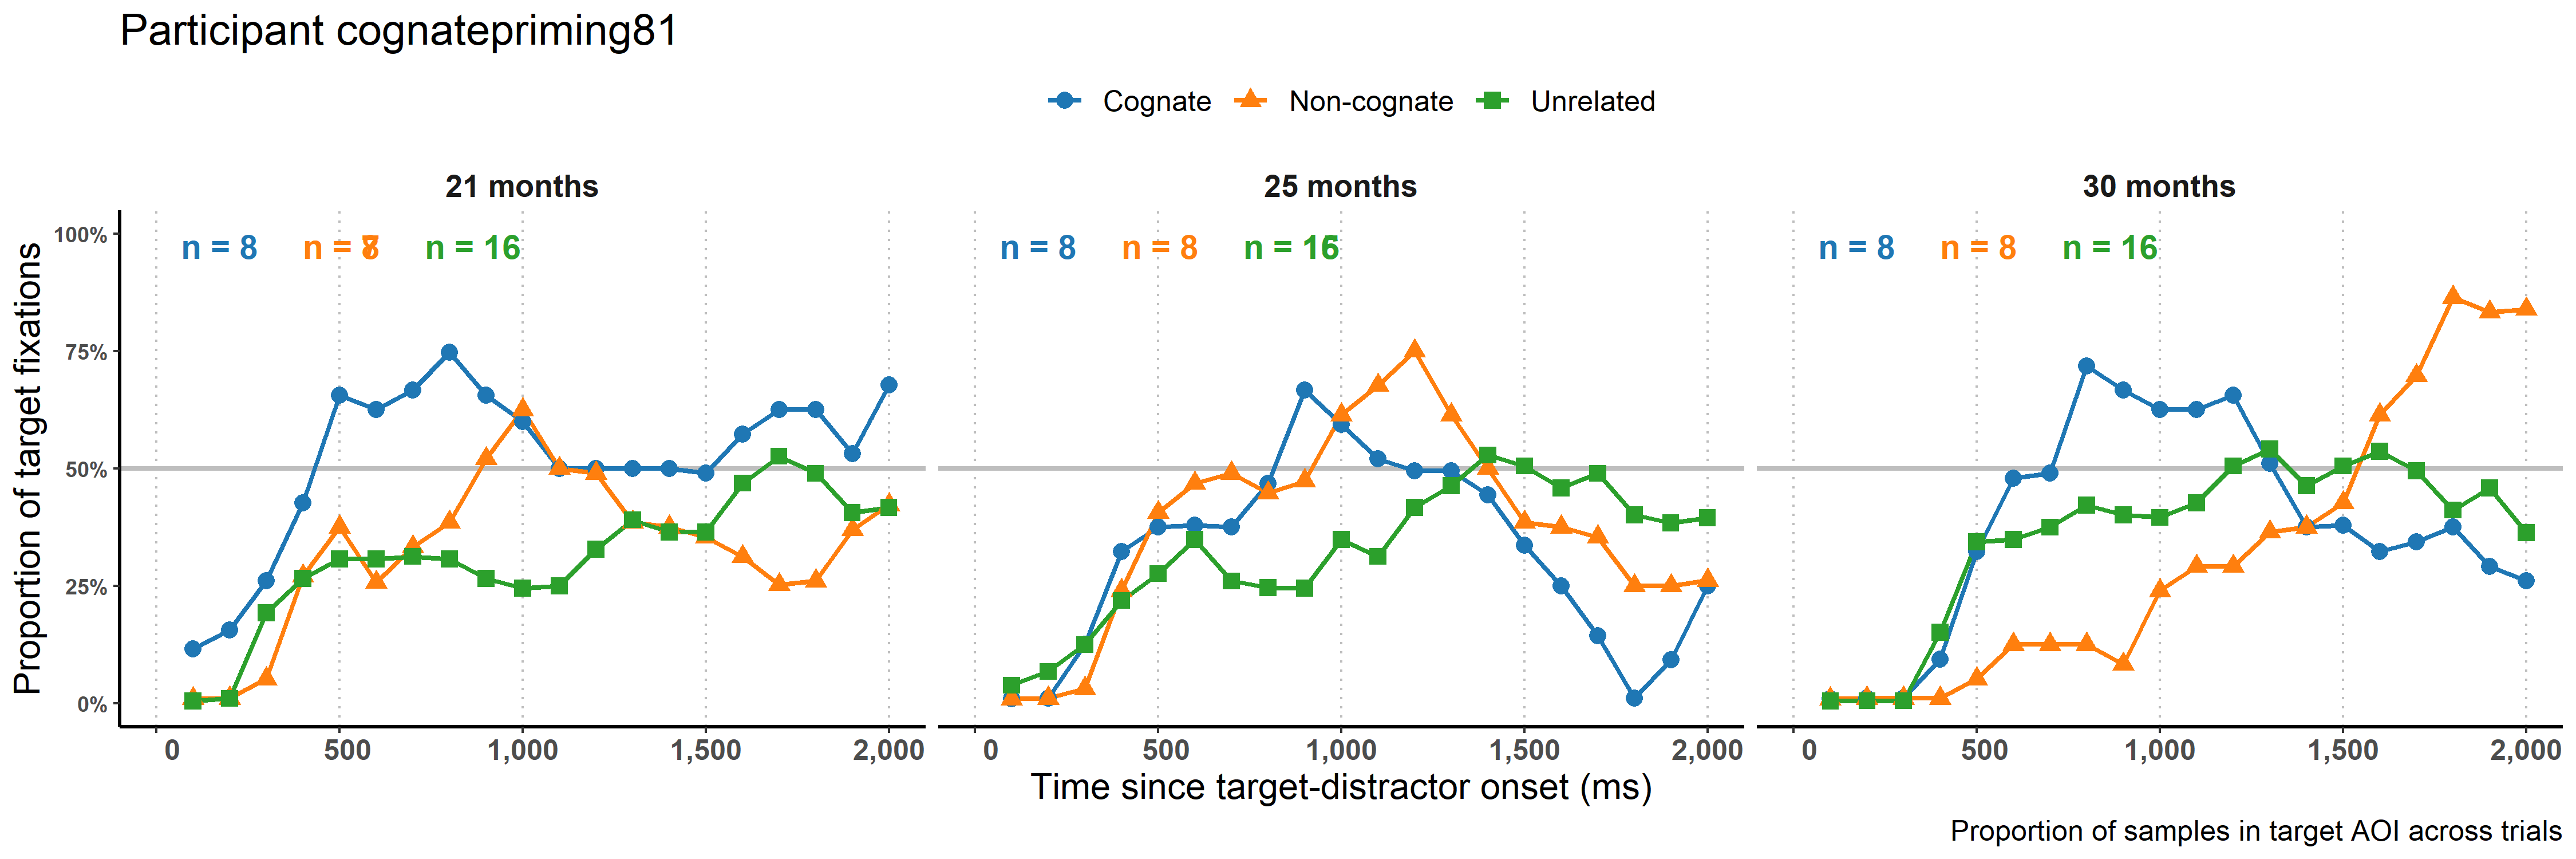 Participant cognatepriming81
Cognate Non-cognate Unrelated
21 months 25 months 30 months
n = 8 n = n = 16 n = 8 n = 8 n = n = 8 n = 8 n = 16
100%
75%
50%
25%
0%
Proportion of target fixations
0 500 1,000 1,500 2,000 0 500 1,000 1,500 2,000 0 500 1,000 1,500 2,000
Time since target-distractor onset (ms)
Proportion of samples in target AOI across trials